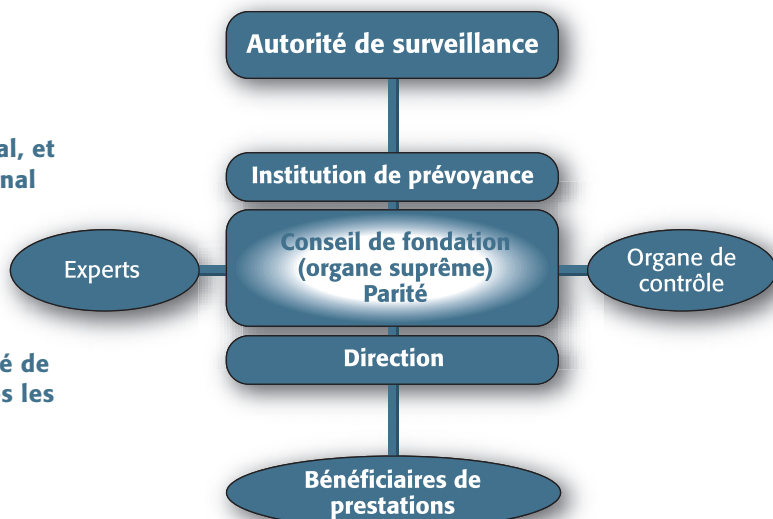 Autorité de surveillance
al, et
nal
Institution de prévoyance
Conseil de fondation
(organe suprême)
Parité
Experts
Organe de
contrôle
Direction
é de
s les
Bénéficiaires de
prestations